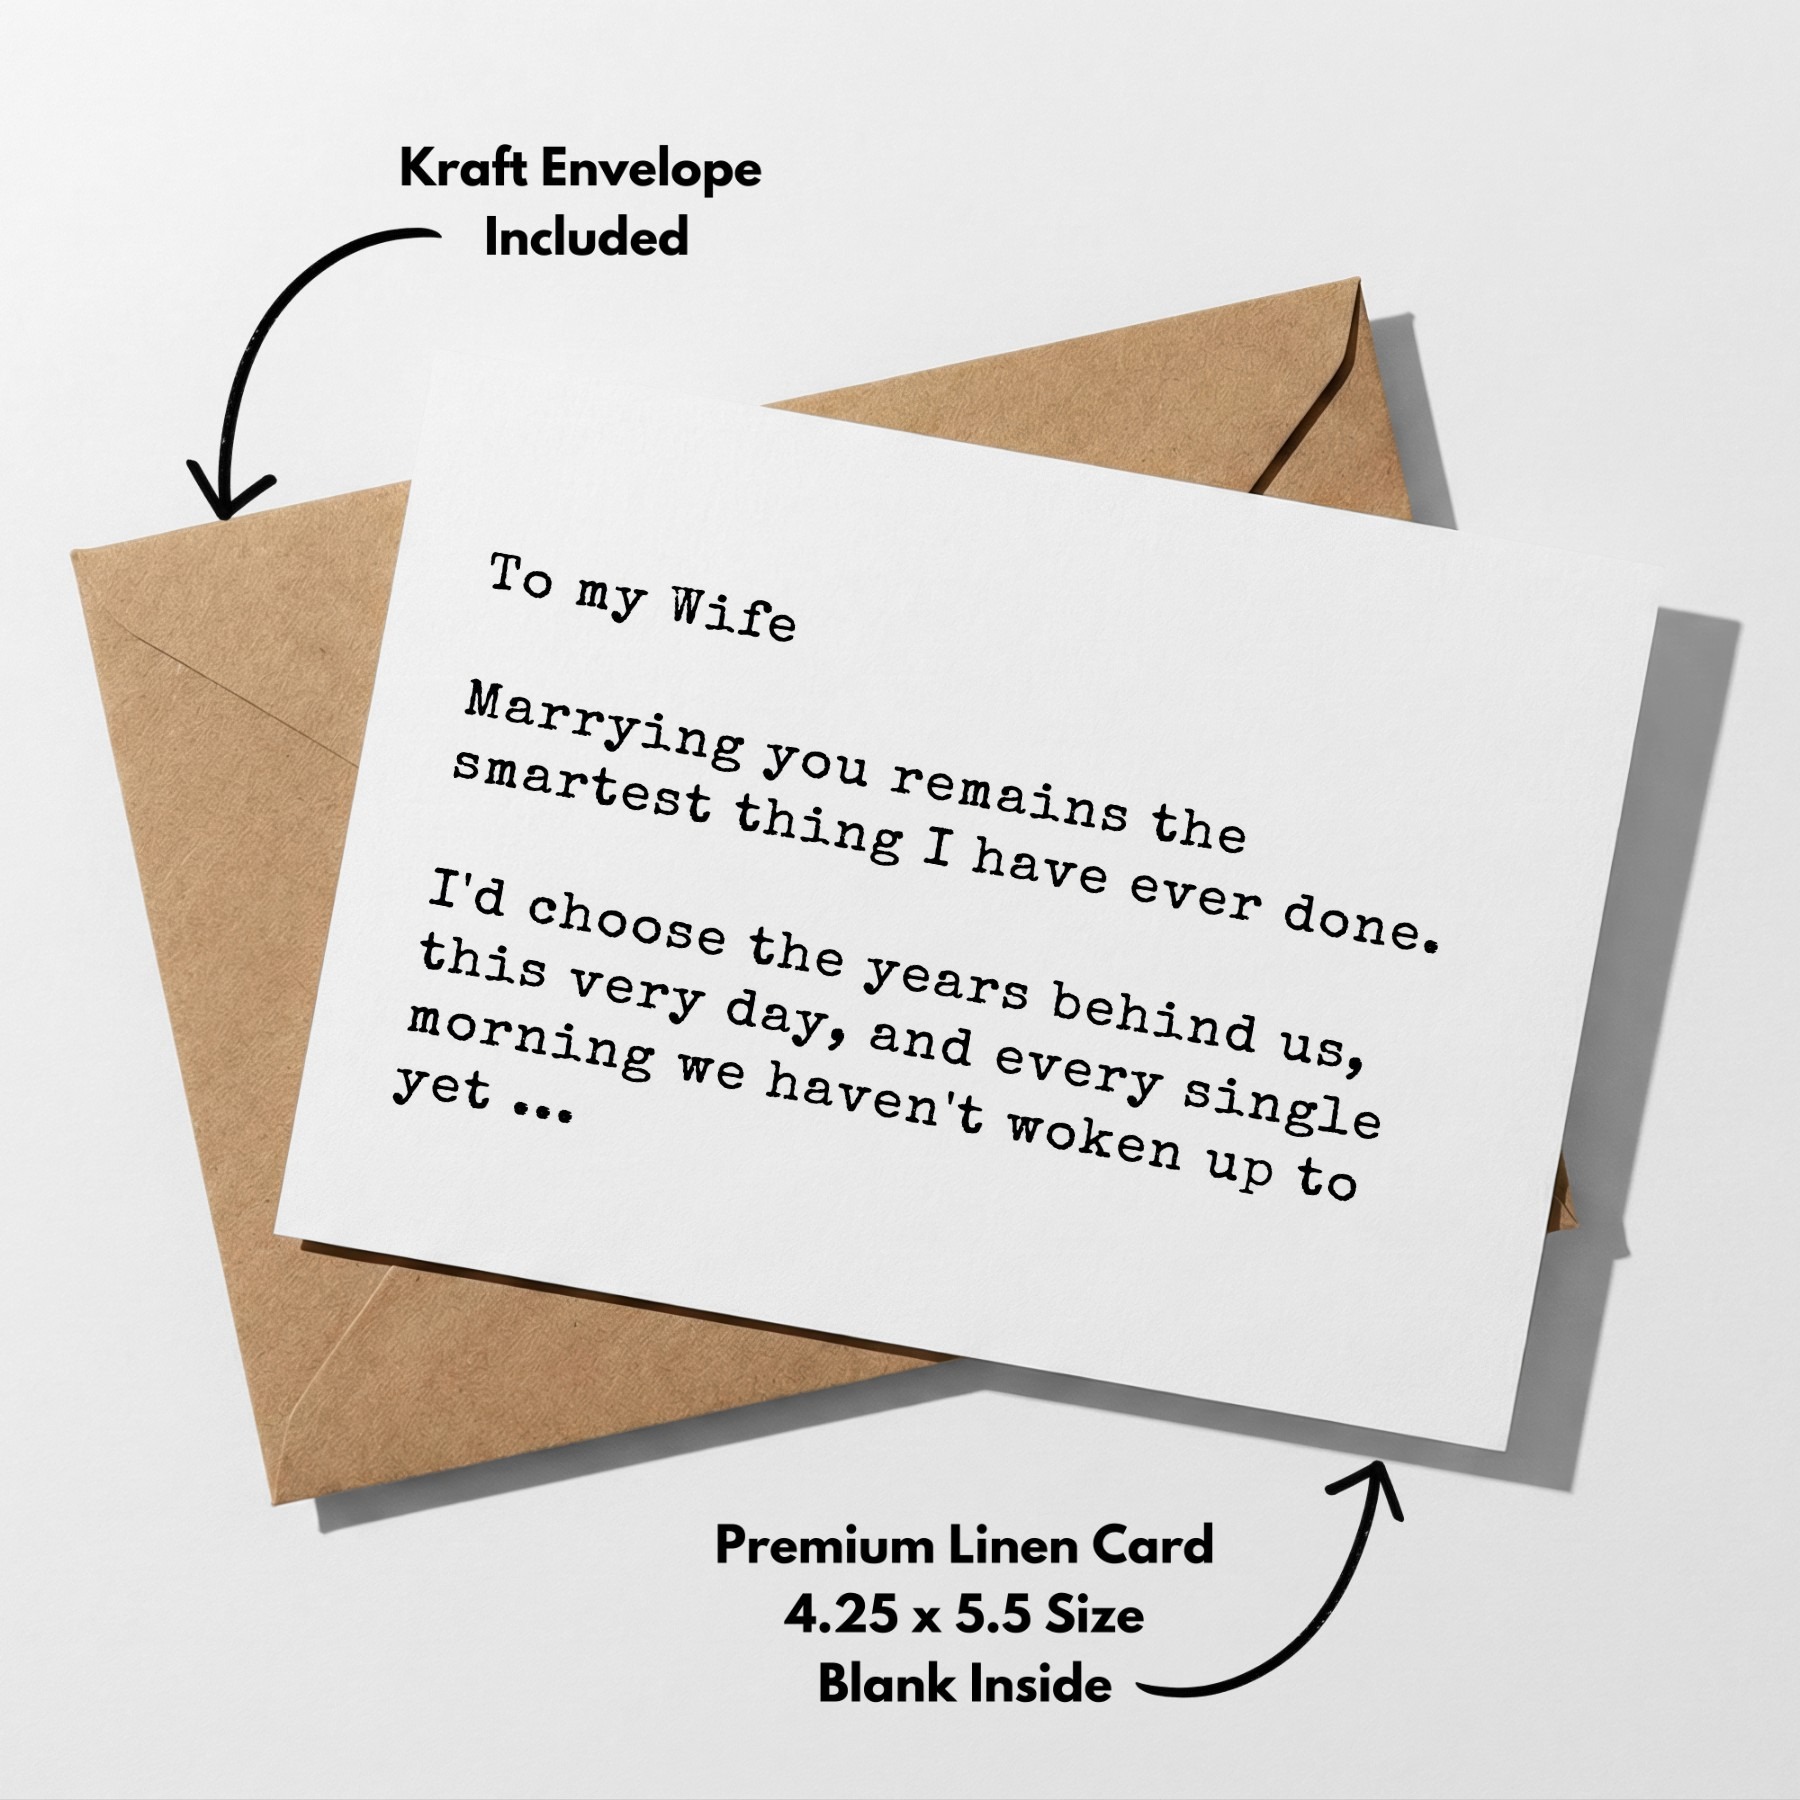 Kraft Envelope
Included
To my Wife
Marrying you remains the
smartest thing I have ever done.
I'd choose the years behind us,
this very day, and every single
morning we haven't woken up to
yet ...
Premium Linen Card
4.25 x 5.5 Size
Blank Inside